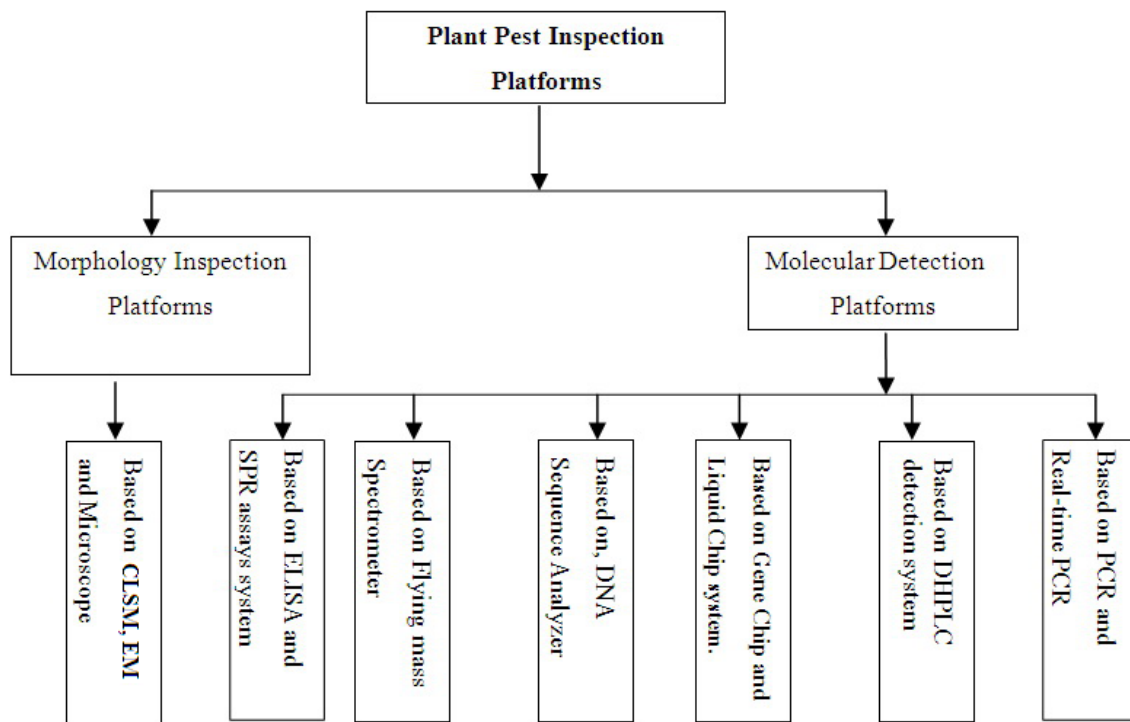 Plant Pest Inspection
Platforms
Morphology Inspection
Platforms
Molecular Detection
Platforms
Based on CLSM, EM
and Microscope
Based on ELISA and
SPR assays system
Based on Flying mass
Spectrometer
Based on, DNA
Sequence Analyzer
Based on Gene Chip and
Liquid Chip system.
Based on DHPLC
detection system
Based on PCR and
Real-time PCR